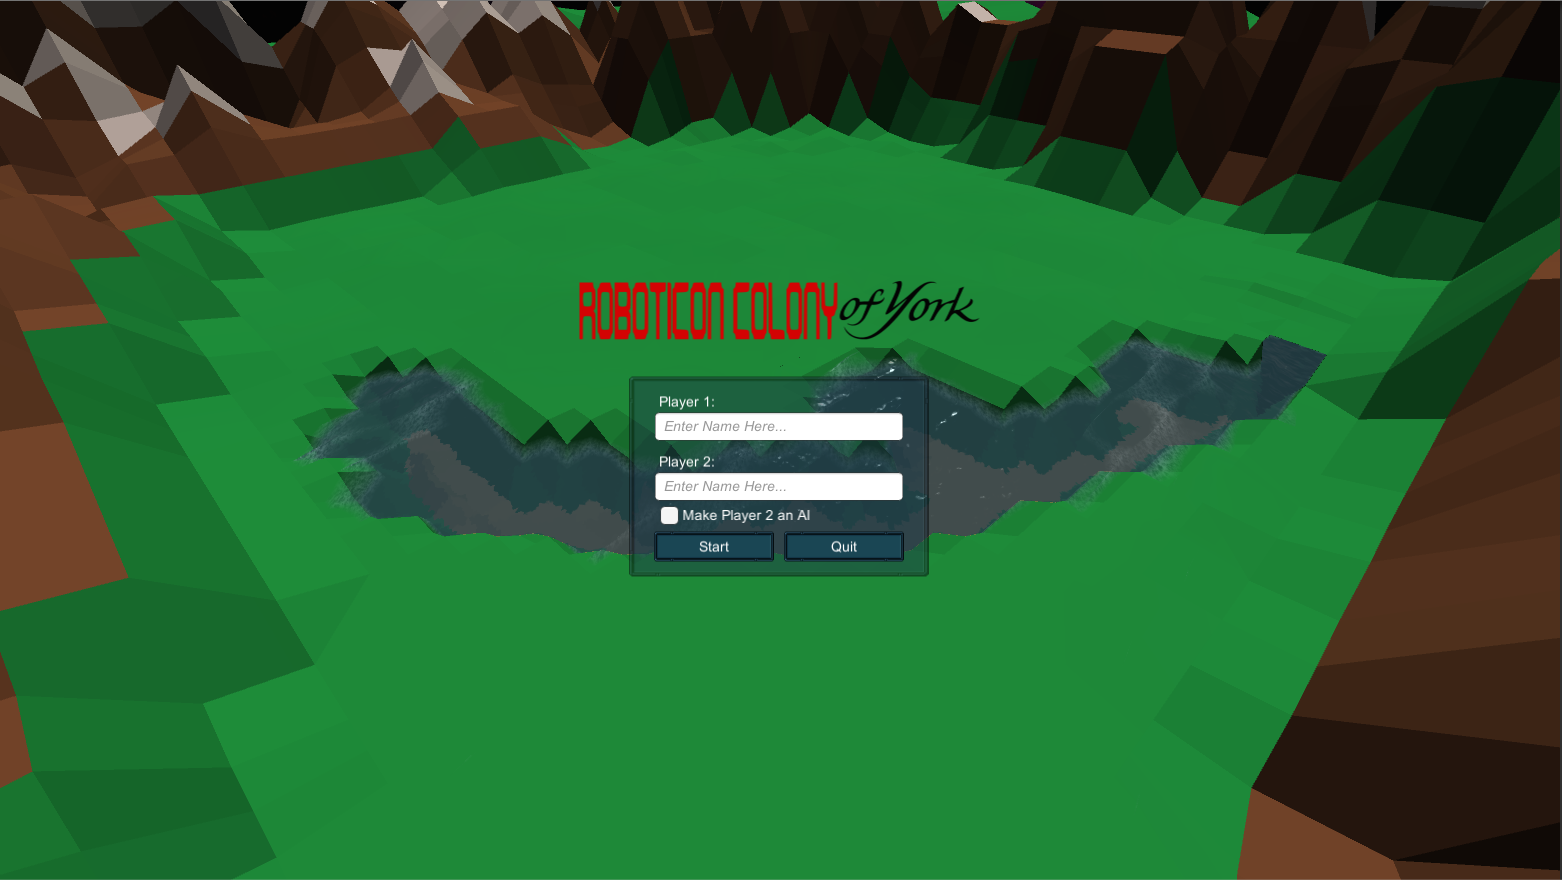 ROBOTICON COLONY of York
Player 1:
Enter Name Here...
Player 2:
Enter Name Here...
Make Player 2 an AI
Start Quit